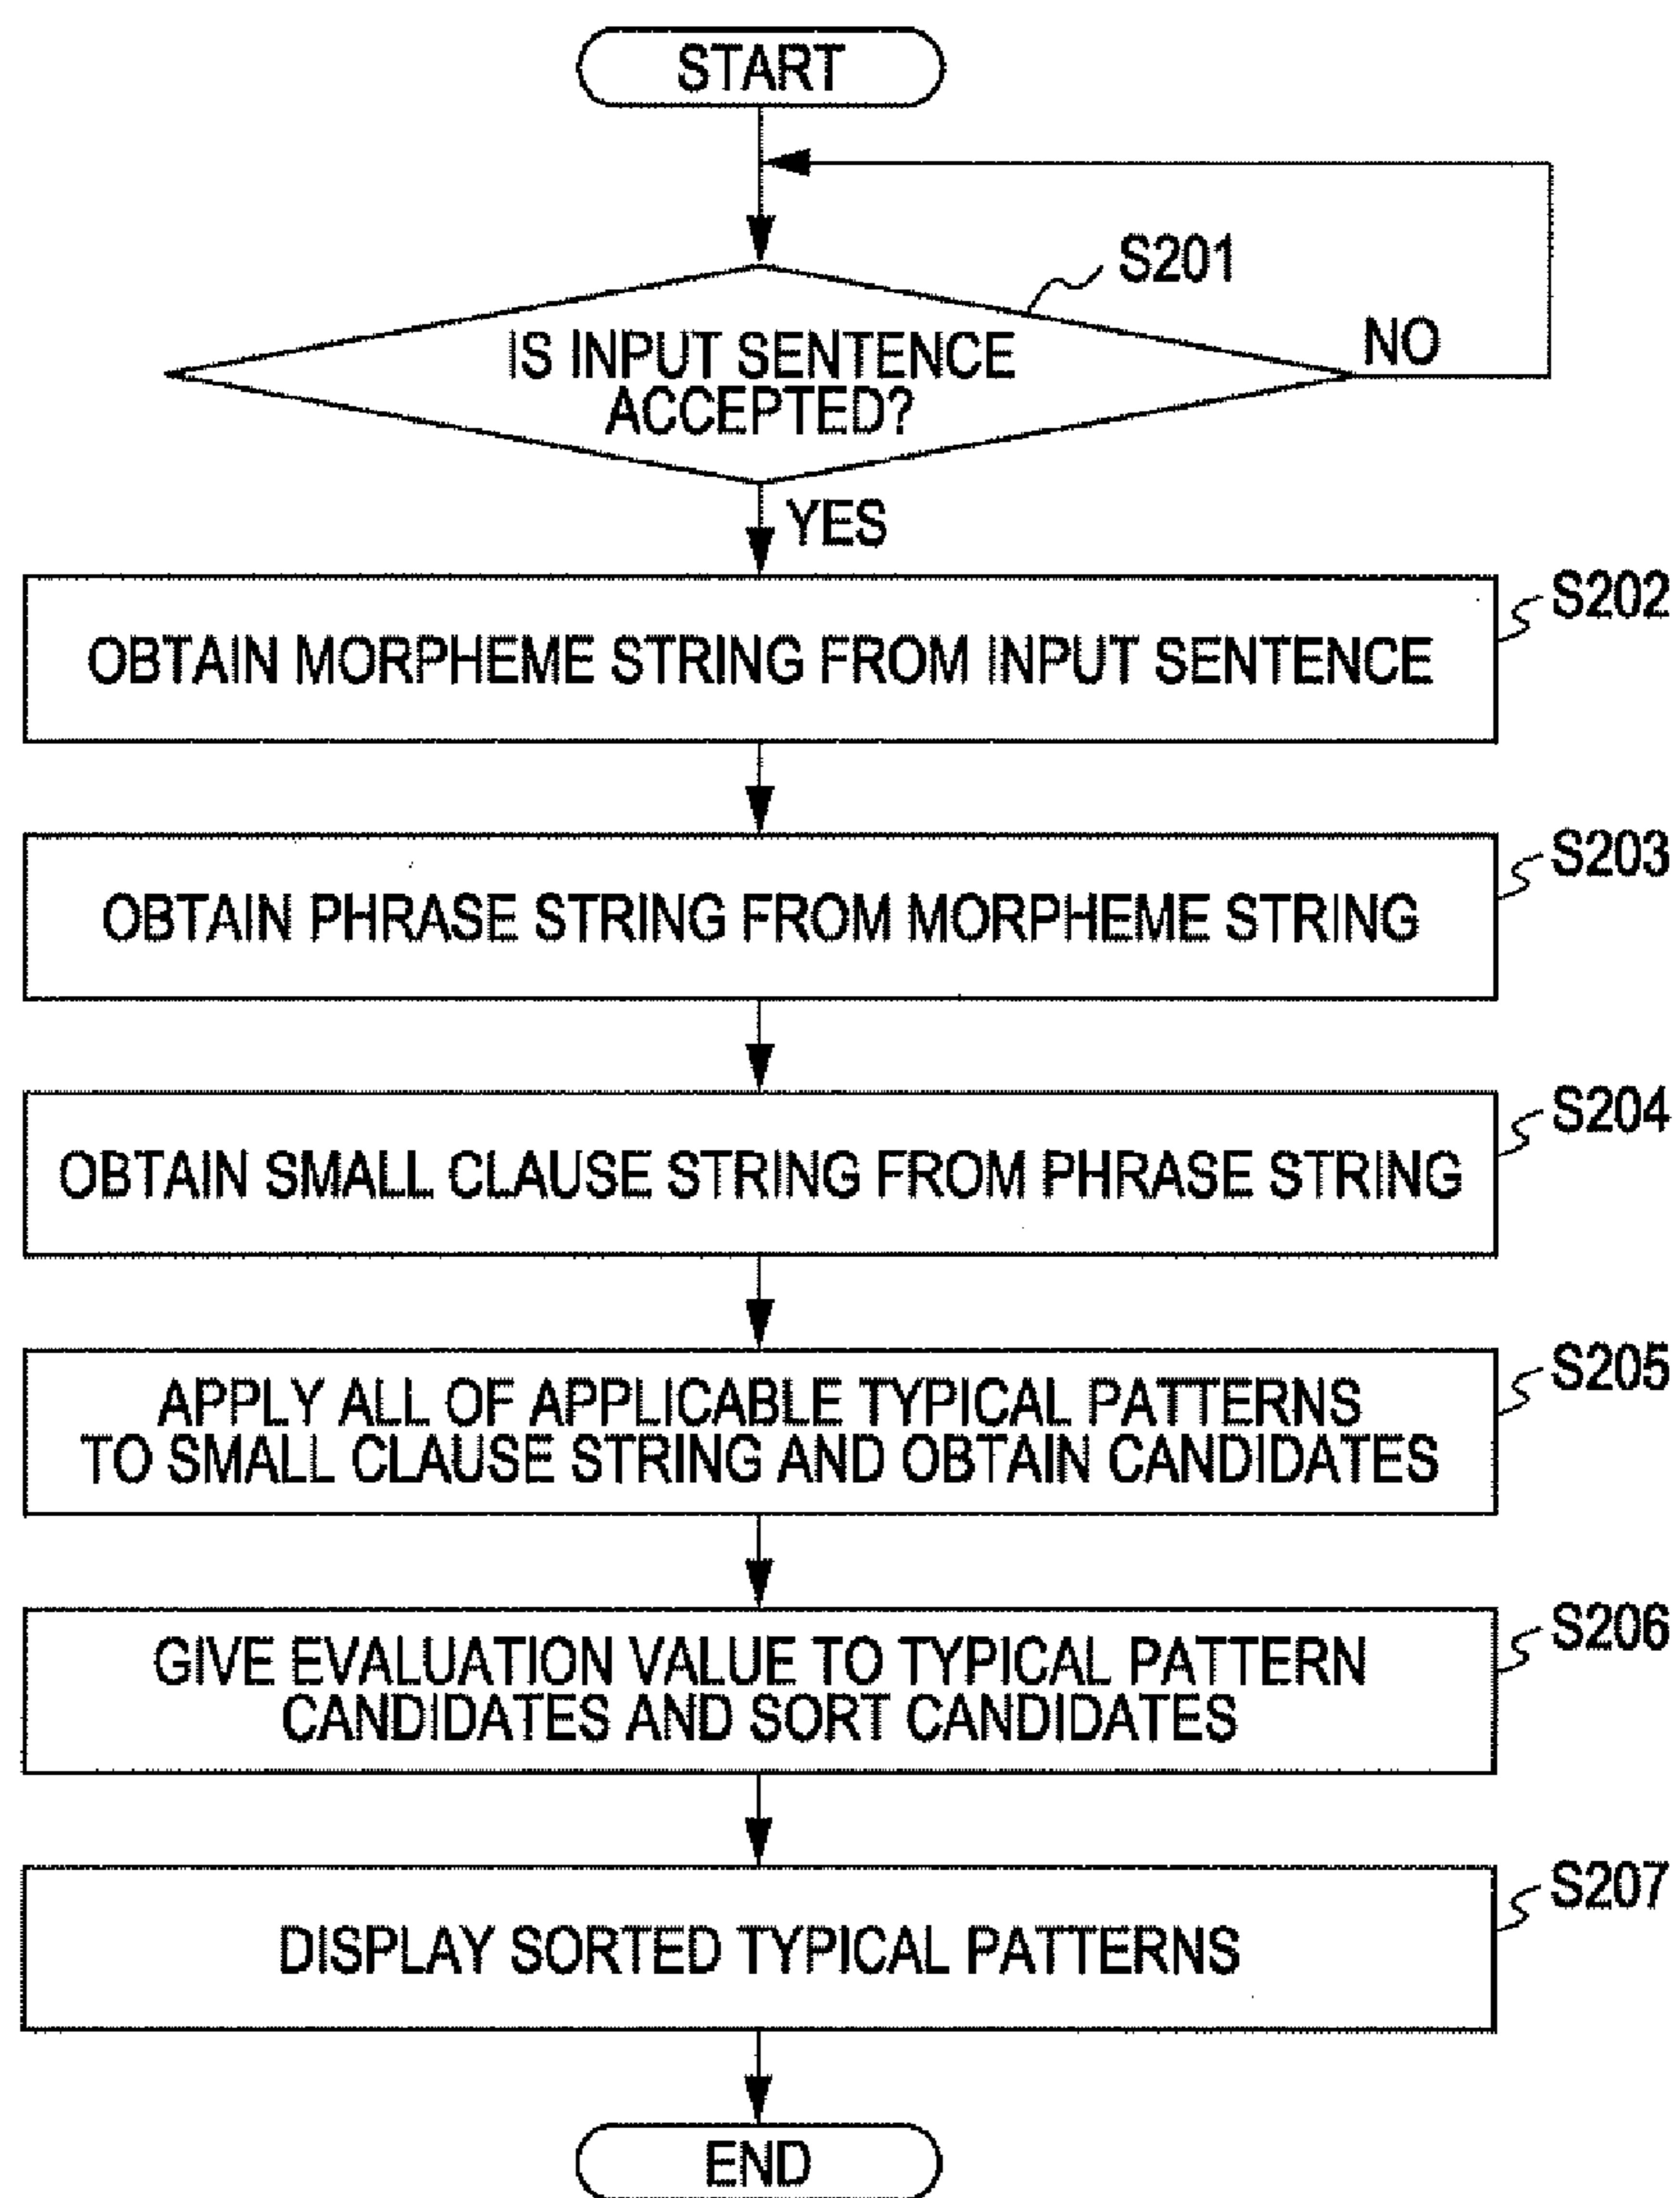 START
S201
IS INPUT SENTENCE
ACCEPTED?
NO
YES
S202
OBTAIN MORPHEME STRING FROM INPUT SENTENCE
S203
OBTAIN PHRASE STRING FROM MORPHEME STRING
S204
OBTAIN SMALL CLAUSE STRING FROM PHRASE STRING
S205
APPLY ALL OF APPLICABLE TYPICAL PATTERNS
TO SMALL CLAUSE STRING AND OBTAIN CANDIDATES
S206
GIVE EVALUATION VALUE TO TYPICAL PATTERN
CANDIDATES AND SORT CANDIDATES
S207
DISPLAY SORTED TYPICAL PATTERNS
END